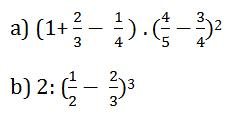 a) (1+2/3 − 1/4) . (4/5 − 3/4)²
b) 2: (1/2 − 2/3)³